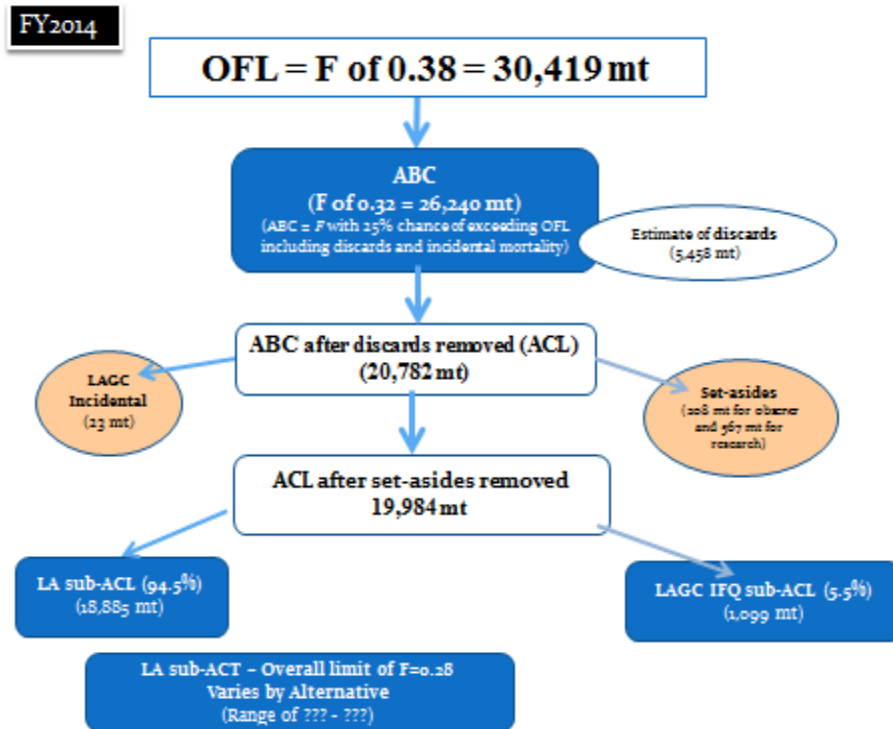 FY2014
OFL = F of 0.38 = 30,419 mt
ABC
(F of 0.32 = 26,240 mt)
(ABC = F with 25% chance of exceeding OFL
including discards and incidental mortality)
Estimate of discards
(5,458 mt)
ABC after discards removed (ACL)
(20,782 mt)
LAGC
Incidental
(23 mt)
Set-asides
(208 mt for observer
and 567 mt for
research)
ACL after set-asides removed
19,984 mt
LA sub-ACL (94.5%)
(18,885 mt)
LAGC IFQ sub-ACL (5.5%)
(1,099 mt)
LA sub-ACT – Overall limit of F=0.28
Varies by Alternative
(Range of ??? - ???)